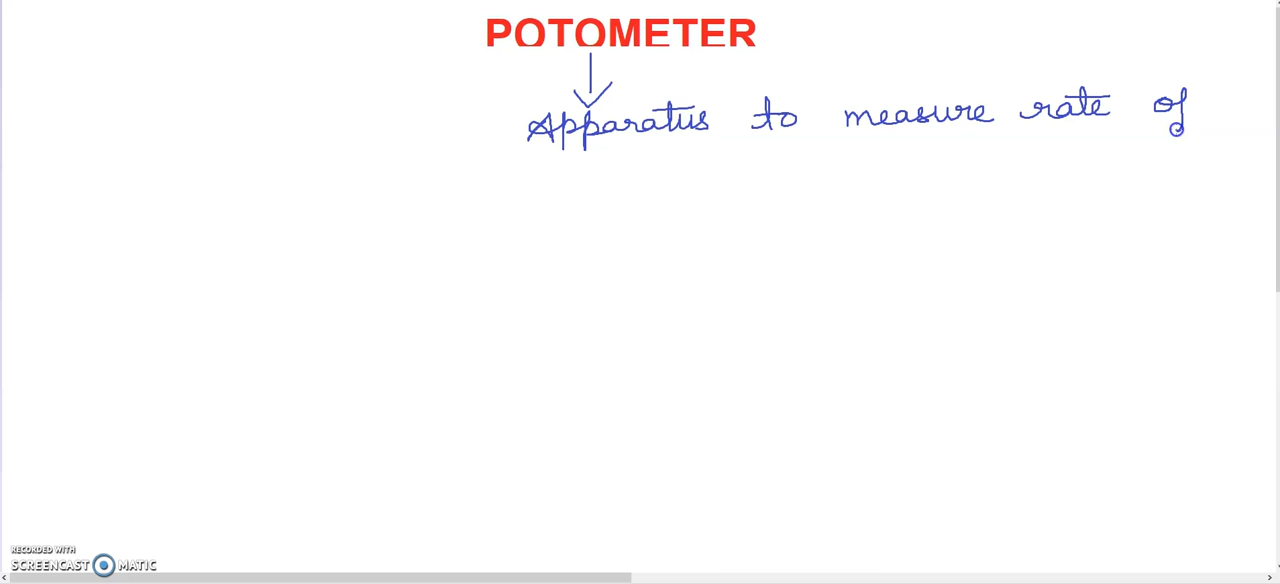 POTOMETER
Apparatus to measure rate of
RECORDED WITH
SCREENCAST MATIC